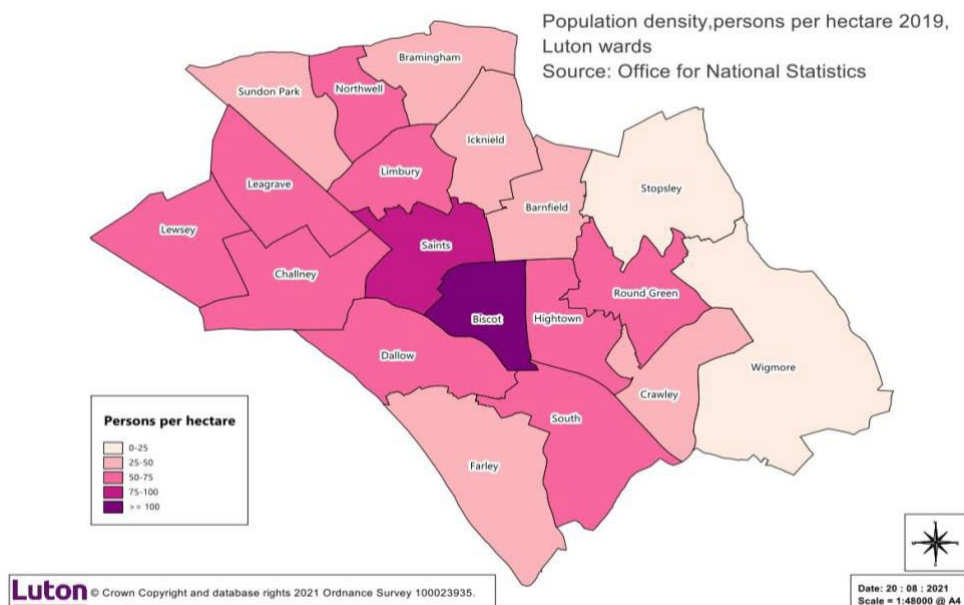 Population density,persons per hectare 2019,
Luton wards
Source: Office for National Statistics
Bramingham
Sundon Park
Northwell
Icknield
Limbury
Leagrave
Stopsley
Barnfield
Lewsey
Saints
Challney
Round Green
Biscot
Hightown
Dallow
Wigmore
Crawley
South
Farley
Persons per hectare
0-25
25-50
50-75
75-100
>= 100
Luton © Crown Copyright and database rights 2021 Ordnance Survey 100023935.
Date: 20 : 08 : 2021
Scale = 1:48000 @ A4